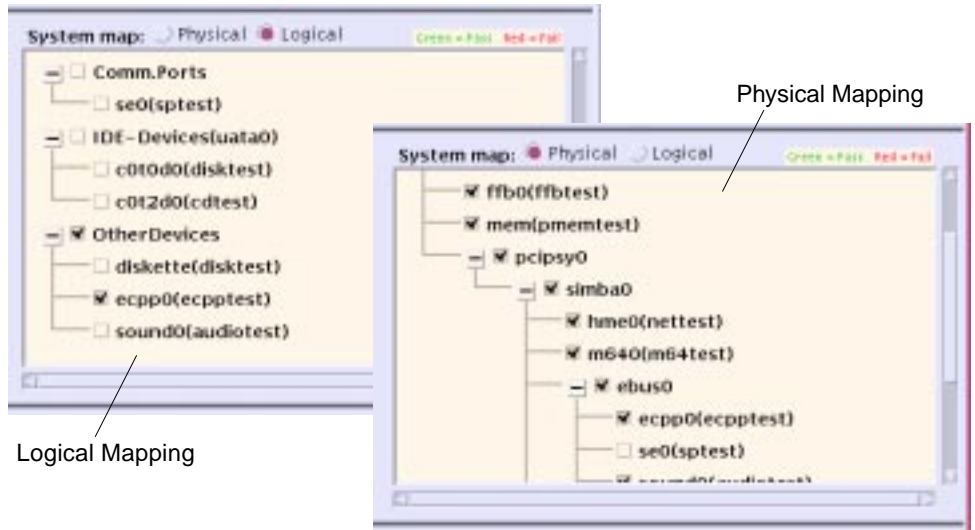 System map: Physical Logical Green = Pass Red = Fail
Comm.Ports
se0(sptest)
IDE-Devices(uata0)
c0t0d0(disktest)
c0t2d0(cdtest)
OtherDevices
diskette(disktest)
ecpp0(ecpptest)
sound0(audiotest)
Logical Mapping
Physical Mapping
System map: Physical Logical Green = Pass Red = Fail
ffb0(ffbtest)
mem(pmemtest)
pcipsy0
simba0
hme0(nettest)
m640(m64test)
ebus0
ecpp0(ecpptest)
se0(sptest)
sound0(audiotest)